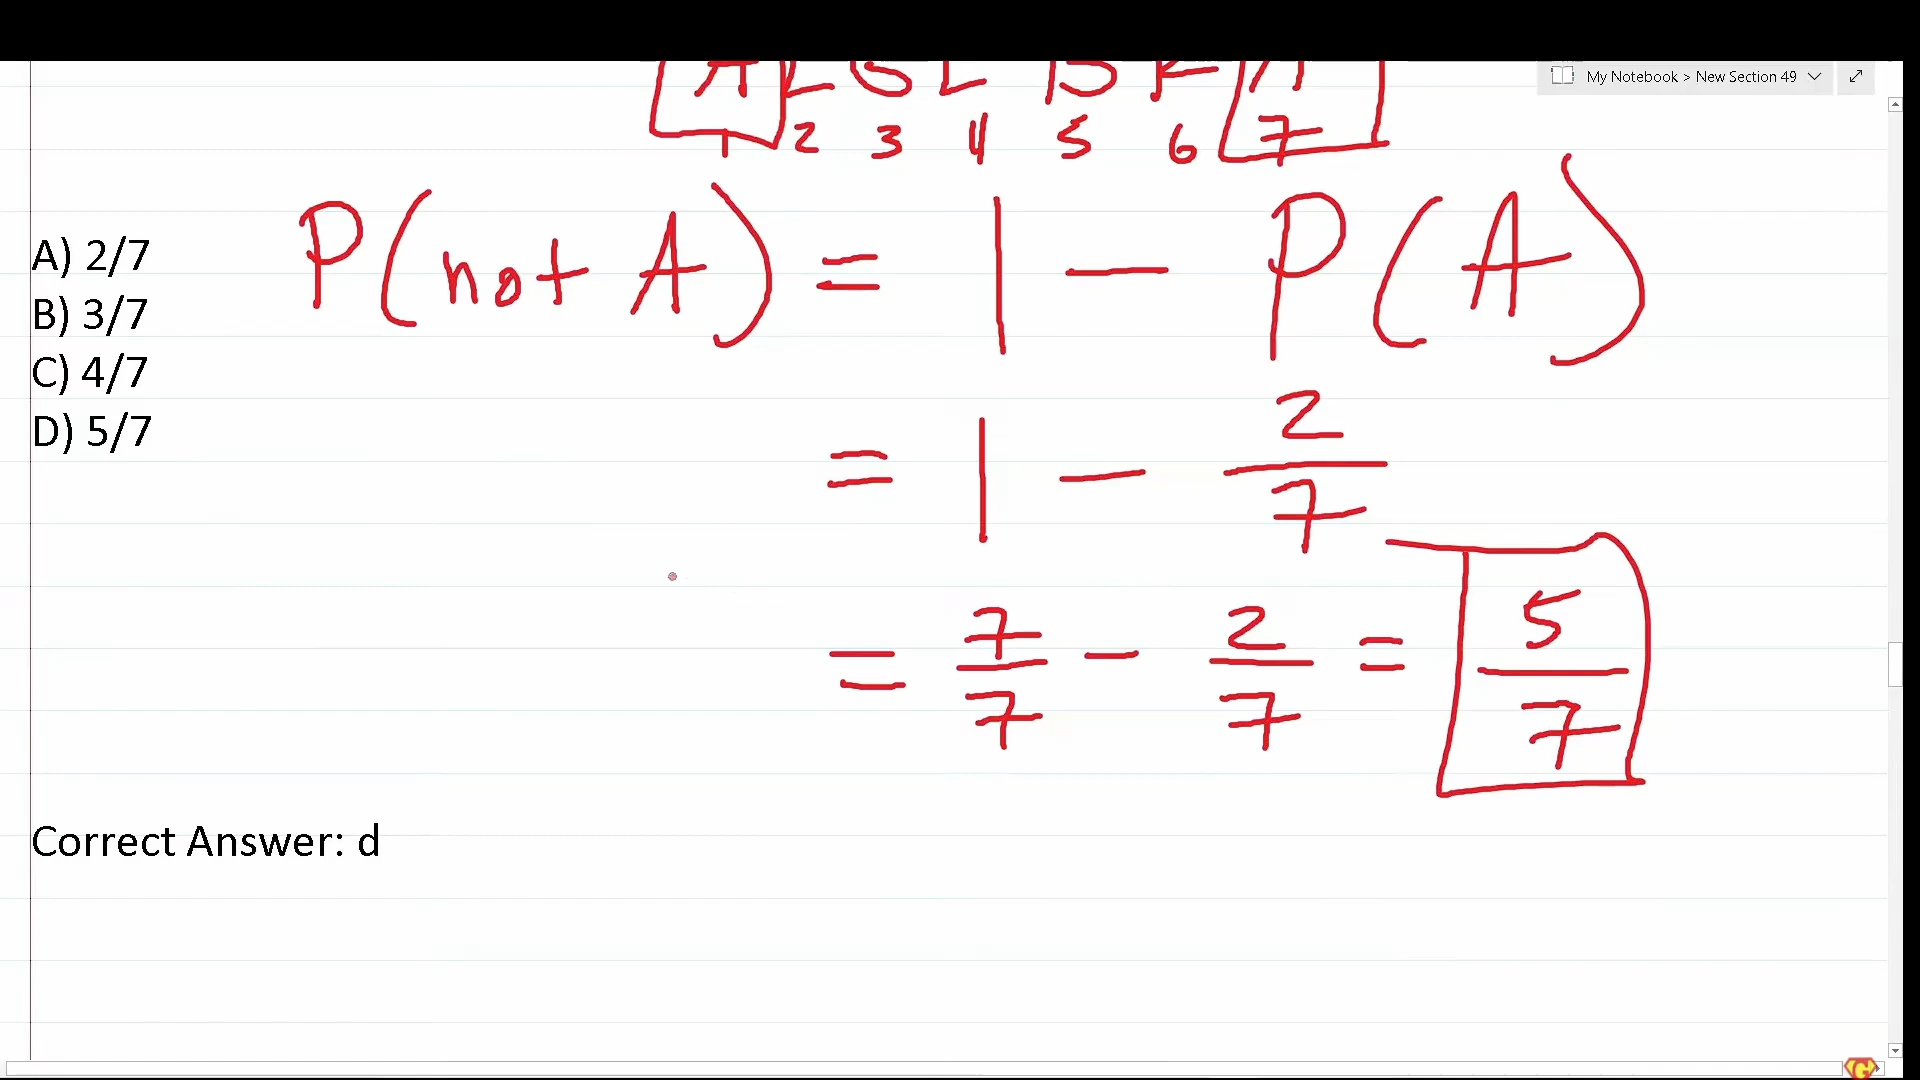 My Notebook > New Section 49
A
1 2 3 4 5 6 7
P(not A) = 1 - P(A)
A) 2/7
B) 3/7
C) 4/7
D) 5/7
= 1 - 2/7
= 7/7 - 2/7 = 5/7
Correct Answer: d
G